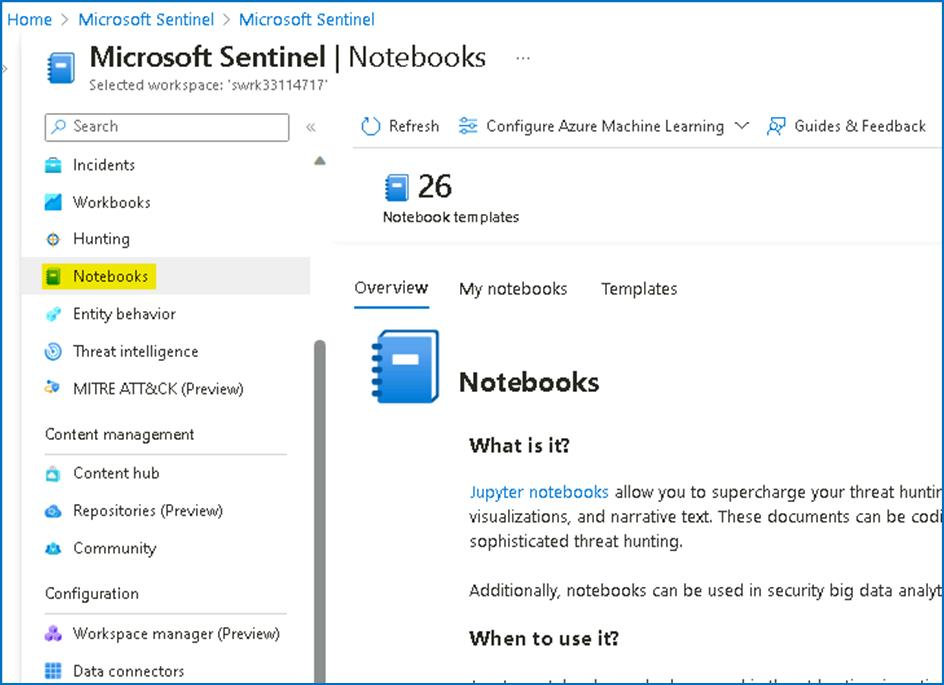 Home > Microsoft Sentinel > Microsoft Sentinel
Microsoft Sentinel | Notebooks ...
Selected workspace: 'swrk33114717'
Search
«
Refresh
Configure Azure Machine Learning
Guides & Feedback
Incidents
Workbooks
Hunting
Notebooks
Entity behavior
Threat intelligence
MITRE ATT&CK (Preview)
Content management
Content hub
Repositories (Preview)
Community
Configuration
Workspace manager (Preview)
Data connectors
26
Notebook templates
Overview
My notebooks
Templates
Notebooks
What is it?
Jupyter notebooks allow you to supercharge your threat huntin
visualizations, and narrative text. These documents can be codi
sophisticated threat hunting.
Additionally, notebooks can be used in security big data analyt
When to use it?